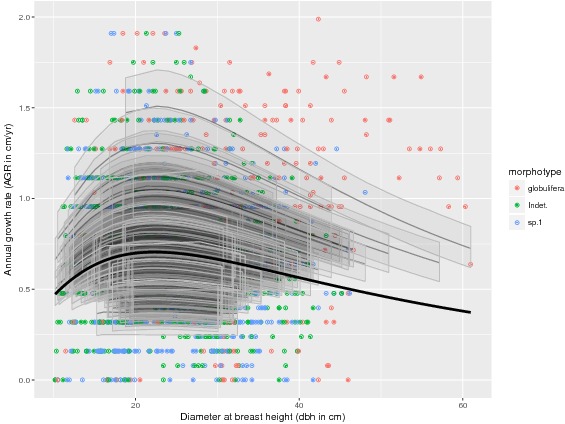 2.0
1.5
1.0
0.5
0.0
Annual growth rate (AGR in cm/yr)
20
40
60
Diameter at breast height (dbh in cm)
morphotype
globulifera
Indet.
sp.1